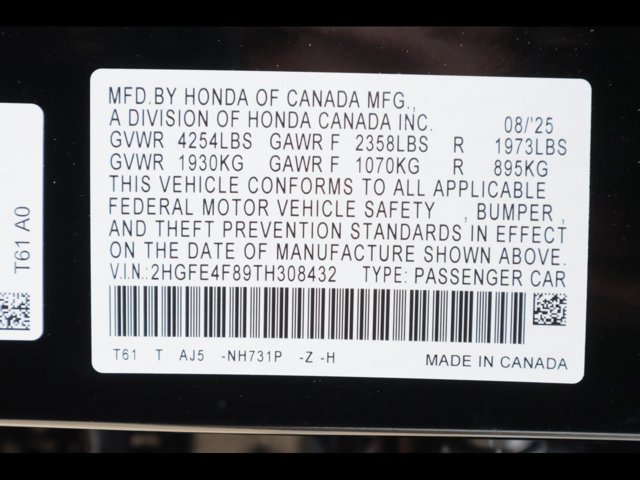 MFD.BY HONDA OF CANADA MFG.,
A DIVISION OF HONDA CANADA INC. 08/'25
GVWR 4254LBS GAWR F 2358LBS R 1973LBS
GVWR 1930KG GAWR F 1070KG R 895KG
THIS VEHICLE CONFORMS TO ALL APPLICABLE
FEDERAL MOTOR VEHICLE SAFETY , BUMPER ,
AND THEFT PREVENTION STANDARDS IN EFFECT
ON THE DATE OF MANUFACTURE SHOWN ABOVE.
V.I.N.:2HGFE4F89TH308432 TYPE: PASSENGER CAR
T61 T AJ5 -NH731P -Z -H MADE IN CANADA
T61 A0